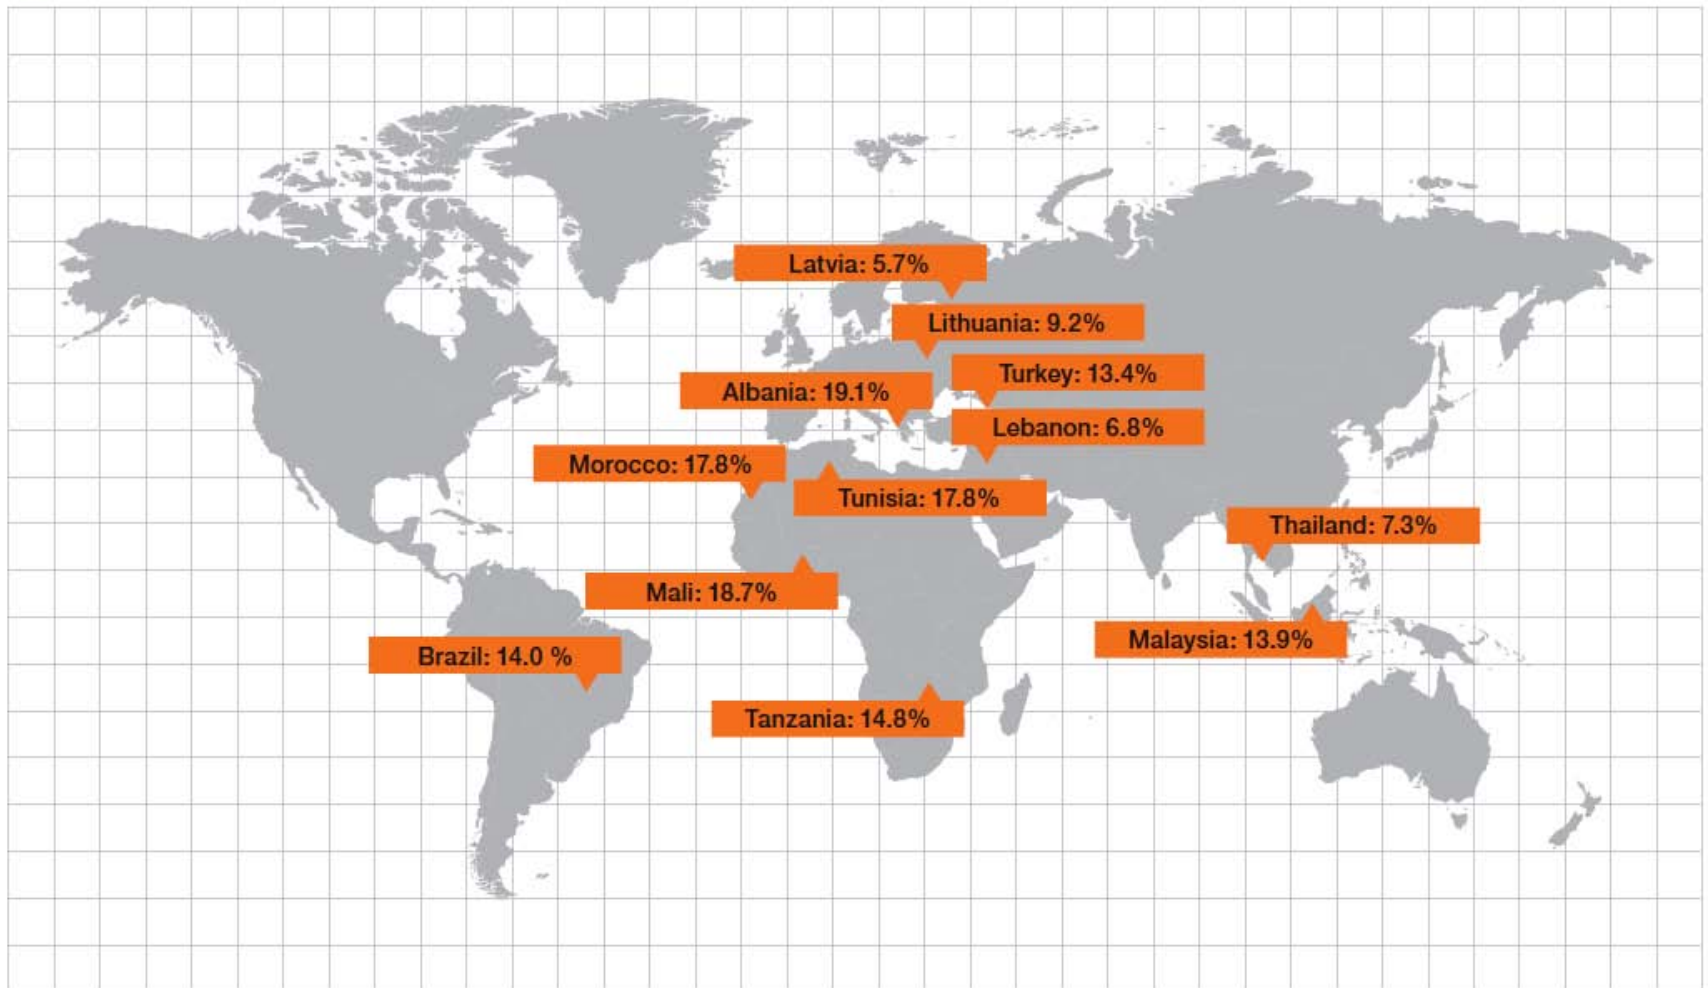 Latvia: 5.7%
Lithuania: 9.2%
Turkey: 13.4%
Albania: 19.1%
Lebanon: 6.8%
Morocco: 17.8%
Tunisia: 17.8%
Thailand: 7.3%
Mali: 18.7%
Malaysia: 13.9%
Brazil: 14.0 %
Tanzania: 14.8%